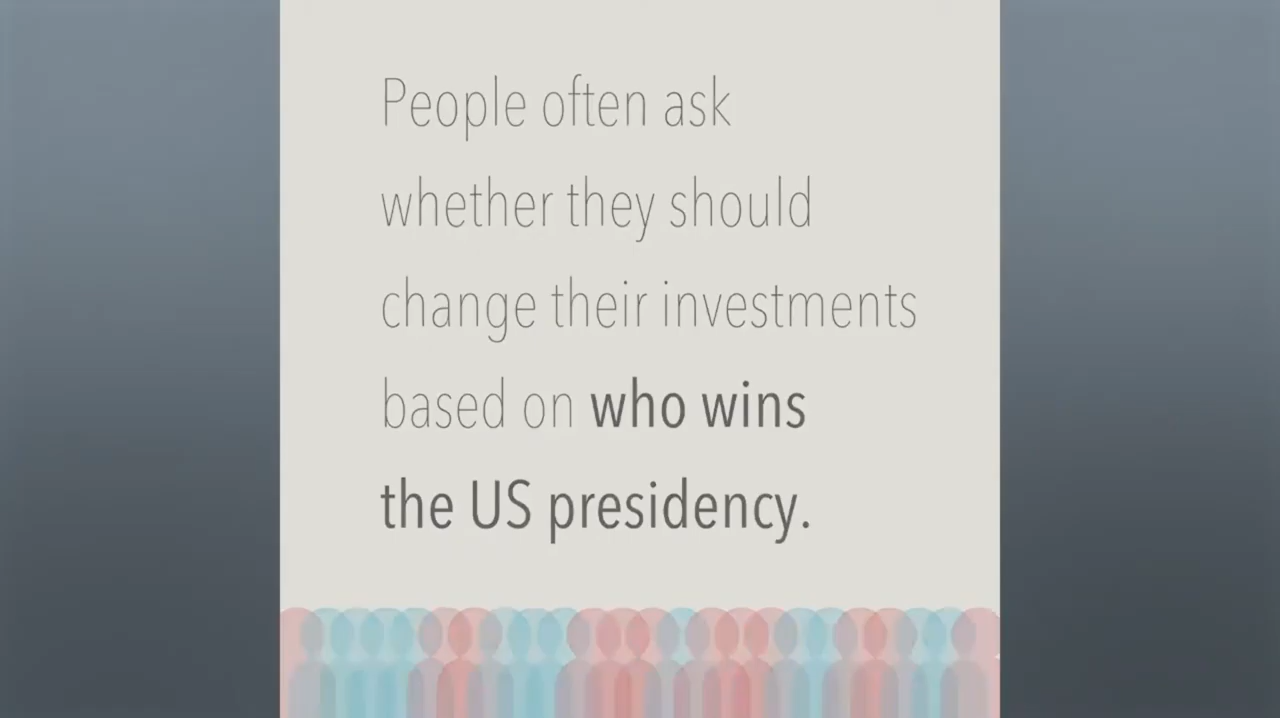 People often ask
whether they should
change their investments
based on who wins
the US presidency.